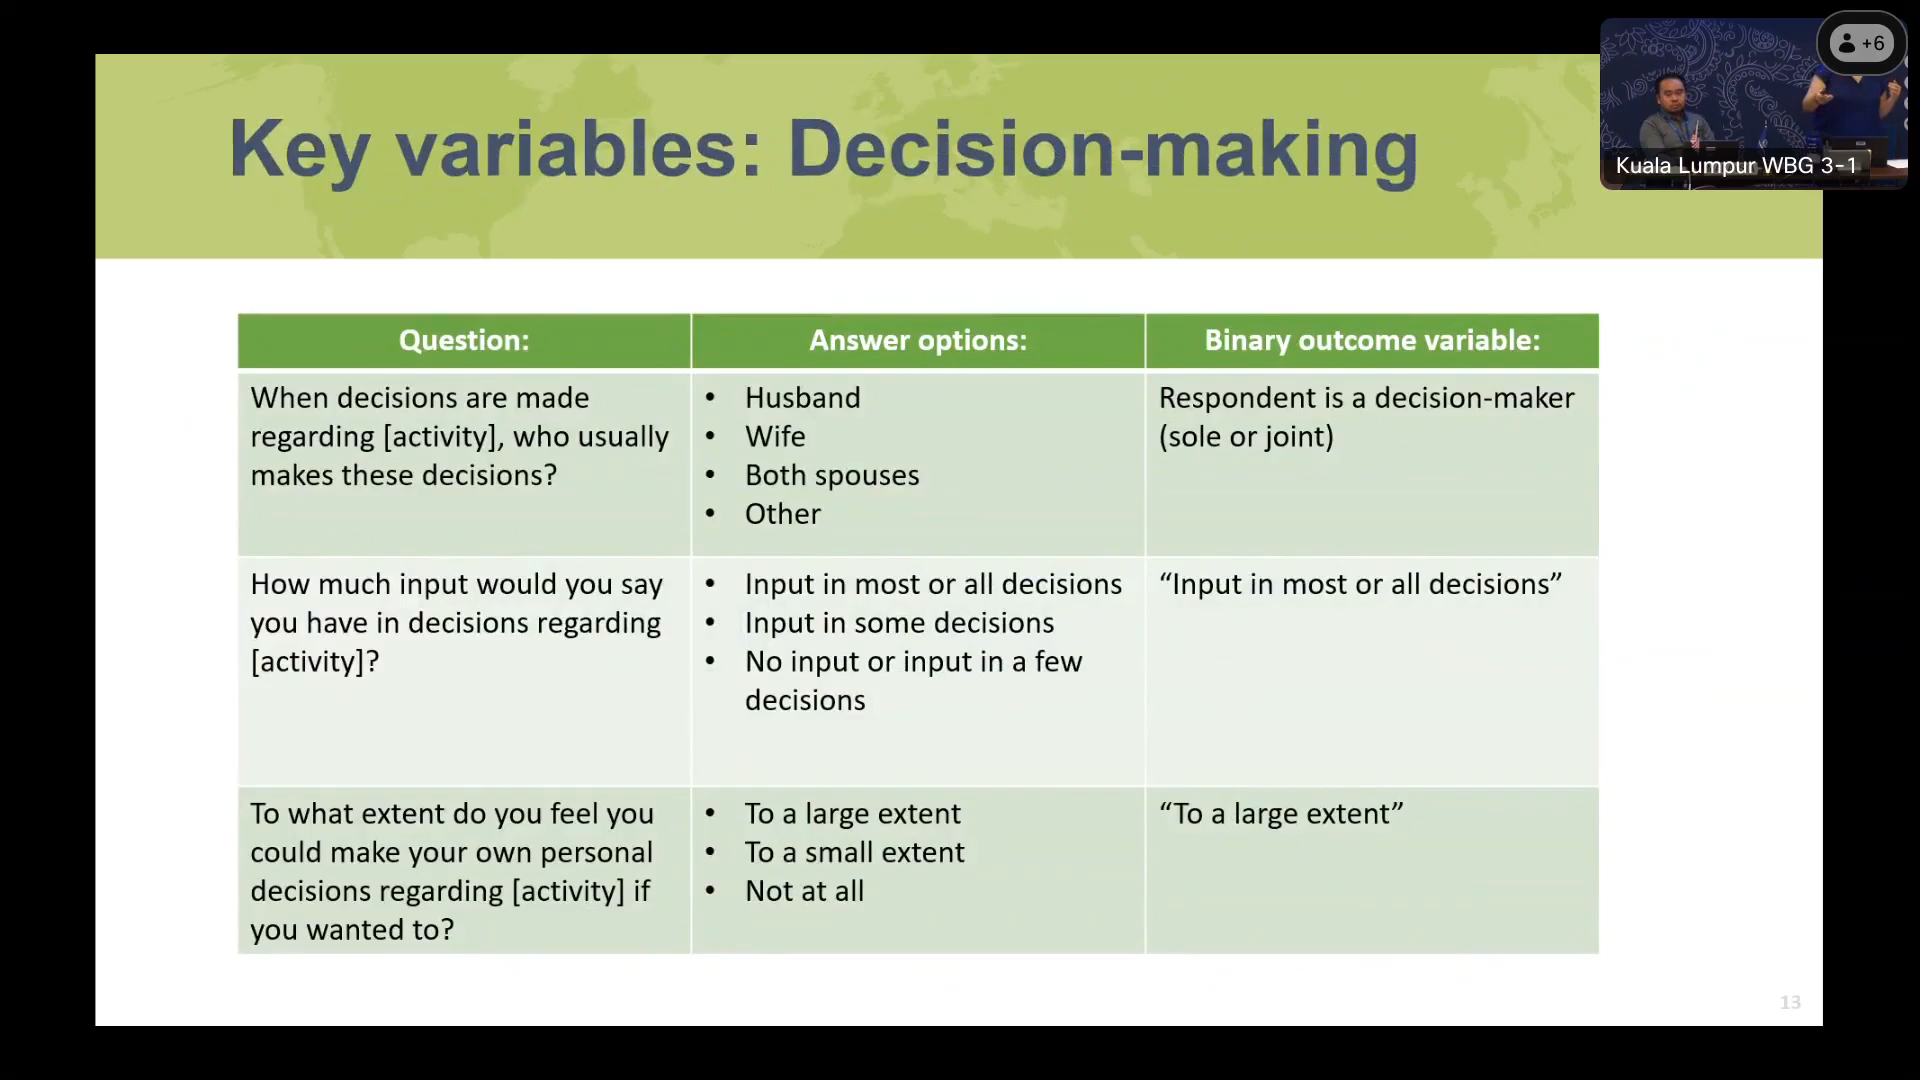 +6
Kuala Lumpur WBG 3-1
Key variables: Decision-making
Question:
Answer options:
Binary outcome variable:
When decisions are made
regarding [activity], who usually
makes these decisions?
• Husband
• Wife
• Both spouses
• Other
Respondent is a decision-maker
(sole or joint)
How much input would you say
you have in decisions regarding
[activity]?
• Input in most or all decisions
• Input in some decisions
• No input or input in a few
decisions
“Input in most or all decisions”
To what extent do you feel you
could make your own personal
decisions regarding [activity] if
you wanted to?
• To a large extent
• To a small extent
• Not at all
“To a large extent”
13